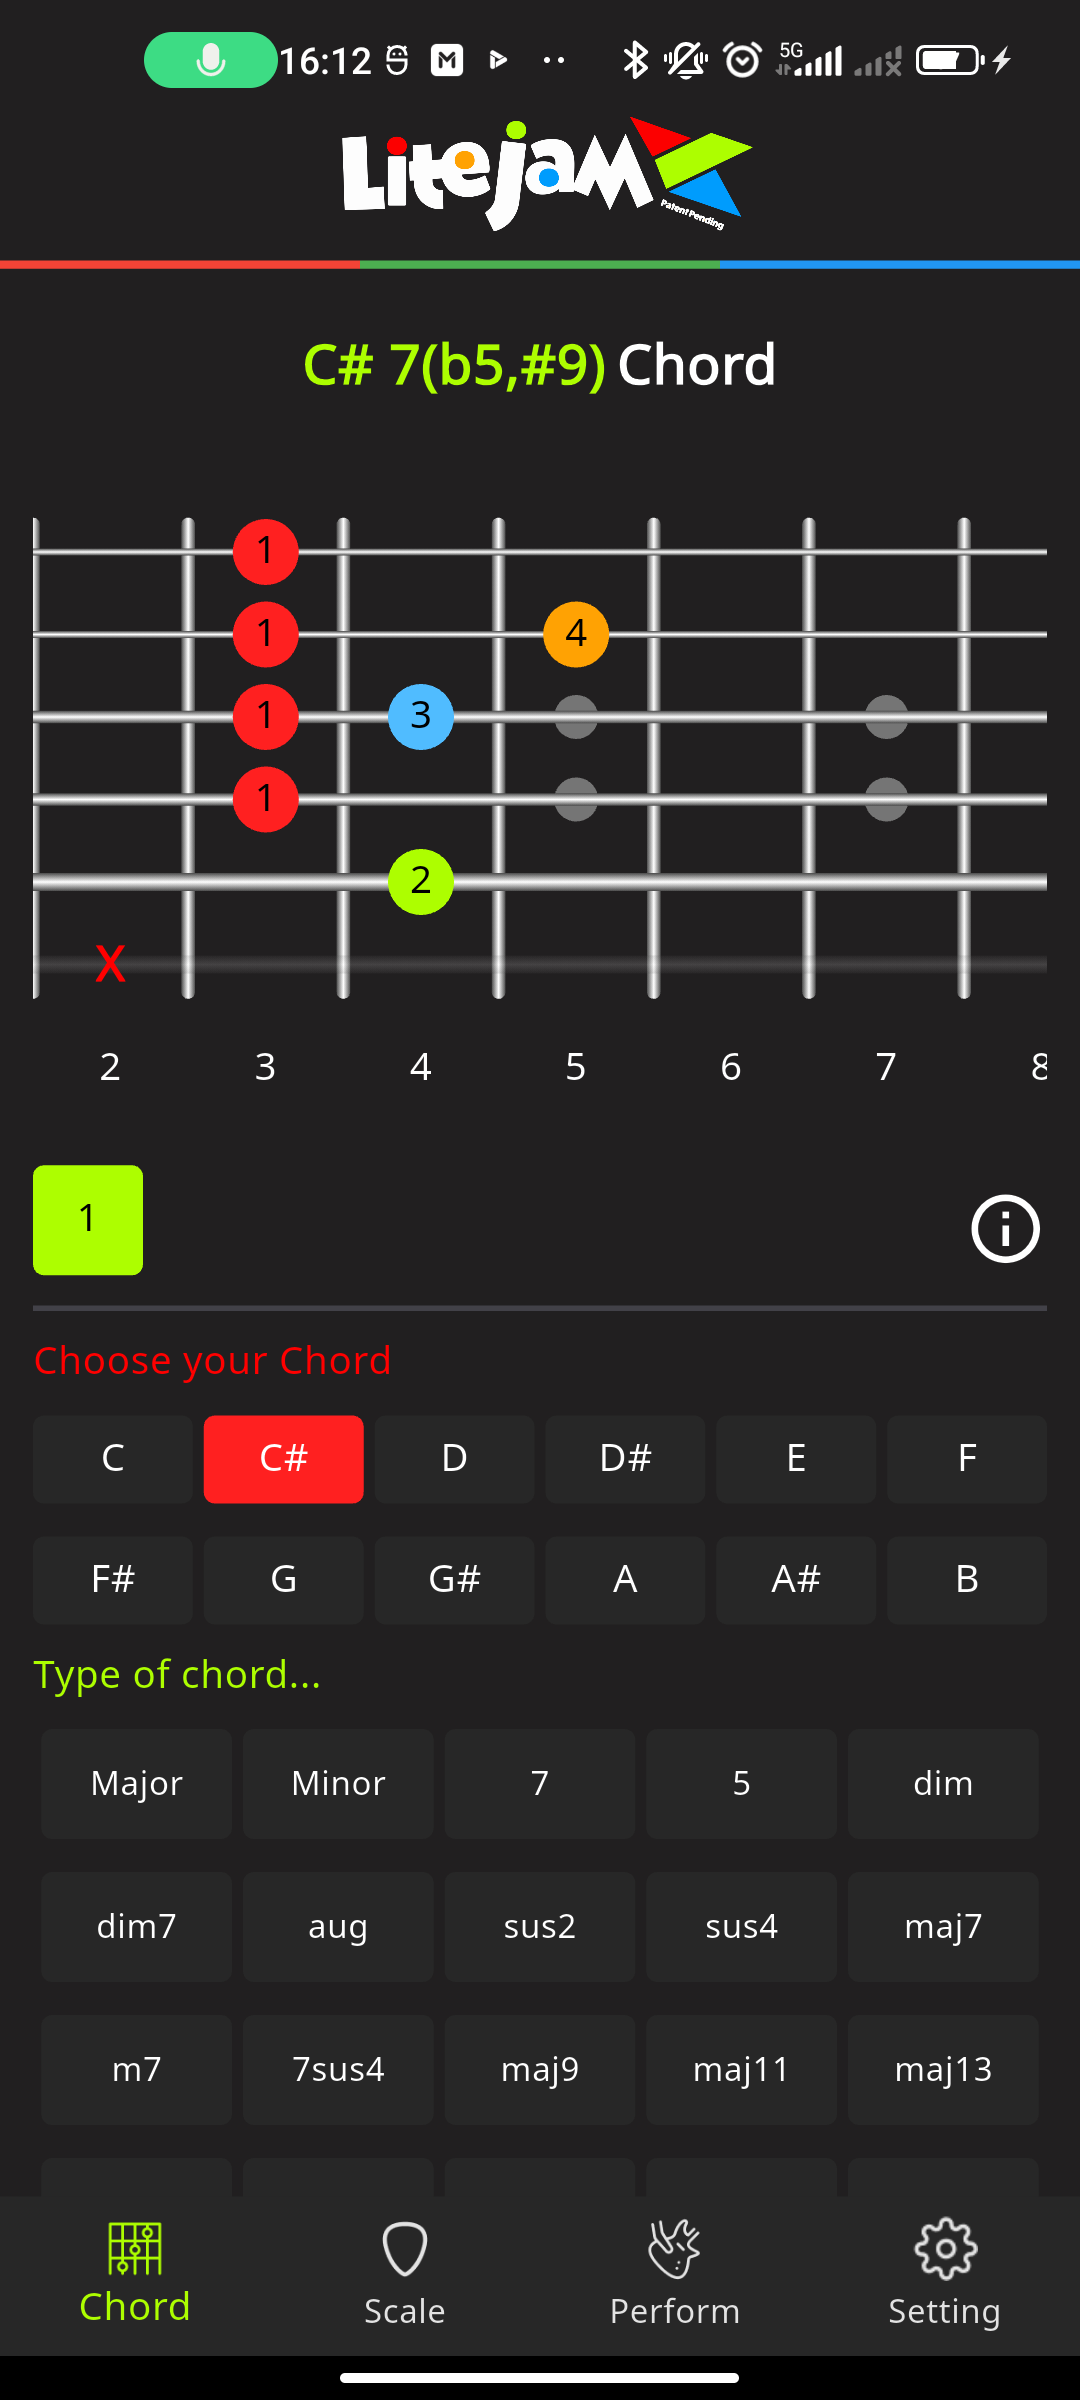 16:12 5G
Litejam
Patent Pending
C# 7(b5,#9) Chord
1
1 4
1 3
1
2
X
2 3 4 5 6 7 8
1
Choose your Chord
C C# D D# E F
F# G G# A A# B
Type of chord...
Major Minor 7 5 dim
dim7 aug sus2 sus4 maj7
m7 7sus4 maj9 maj11 maj13
Chord Scale Perform Setting